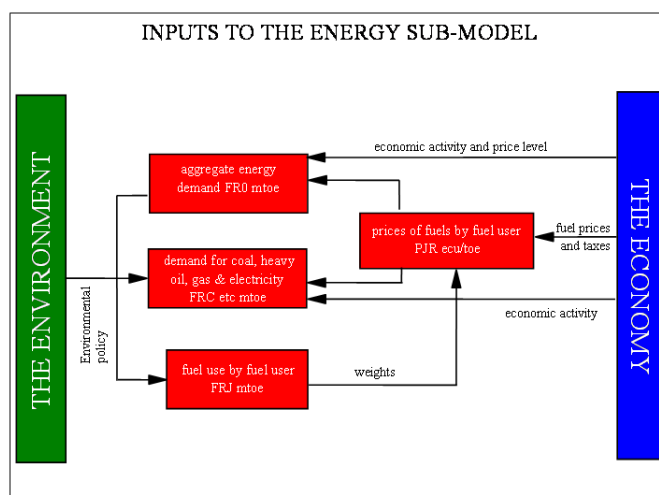 INPUTS TO THE ENERGY SUB-MODEL
THE ENVIRONMENT
economic activity and price level
aggregate energy
demand FR0 mtoe
prices of fuels by fuel user
PJR ecu/toe
fuel prices
and taxes
demand for coal, heavy
oil, gas & electricity
FRC etc mtoe
economic activity
Environmental
policy
fuel use by fuel user
FRJ mtoe
weights
THE ECONOMY